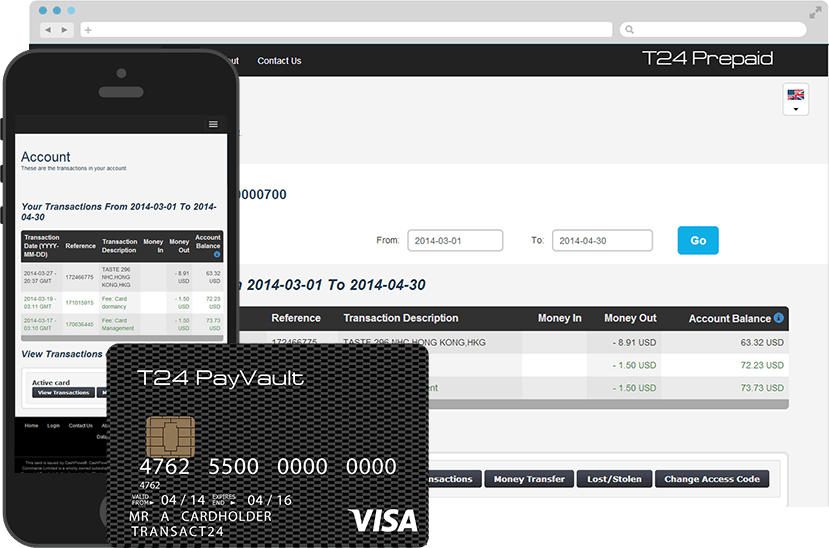 out Contact Us
T24 Prepaid
0000700
From: 2014-03-01 To: 2014-04-30 Go
2014-03-01 To 2014-04-30
Reference Transaction Description Money In Money Out Account Balance
172466775 TASTE 296 NHC,HONG KONG,HKG - 8.91 USD 63.32 USD
- 1.50 USD 72.23 USD
- 1.50 USD 73.73 USD
Money Transfer Lost/Stolen Change Access Code
Account
These are the transactions in your account
Your Transactions From 2014-03-01 To 2014-
04-30
Transaction Date (YYYY-MM-DD) Reference Transaction Description Money In Money Out Account Balance
2014-03-27 - 20:37 GMT 172466775 TASTE 296 NHC,HONG KONG,HKG - 8.91 USD 63.32 USD
2014-03-19 - 03:11 GMT 171015915 Fee: Card dormancy - 1.50 USD 72.23 USD
2014-03-17 - 03:10 GMT 170636445 Fee: Card Management - 1.50 USD 73.73 USD
View Transactions
Active card
View Transactions
Home Login Contact Us
This card is issued by
T24 PayVault
4762 5500 0000 0000
4762
VALID FROM 04 / 14 EXPIRES END 04 / 16
MR A CARDHOLDER
TRANSACT24
VISA